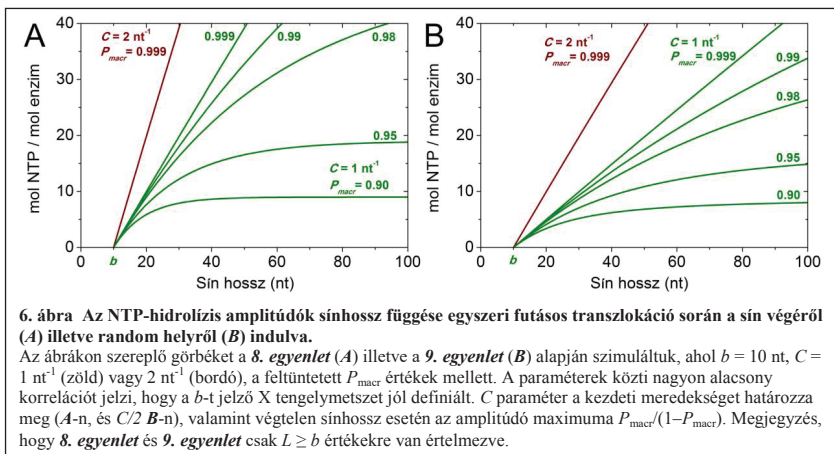 A
C = 2 nt⁻¹
Pmacr = 0.999
0.999
0.99
0.98
0.95
C = 1 nt⁻¹
Pmacr = 0.90
mol NTP / mol enzim
40
30
20
10
0
0
b
20
40
60
80
100
Sín hossz (nt)
B
C = 2 nt⁻¹
Pmacr = 0.999
C = 1 nt⁻¹
Pmacr = 0.999
0.99
0.98
0.95
0.90
mol NTP / mol enzim
40
30
20
10
0
0
b
20
40
60
80
100
Sín hossz (nt)
6. ábra Az NTP-hidrolízis amplitúdók sínhossz függése egyszeri futásos transzlokáció során a sín végéről
(A) illetve random helyről (B) indulva.
Az ábrákon szereplő görbéket a 8. egyenlet (A) illetve a 9. egyenlet (B) alapján szimuláltuk, ahol b = 10 nt, C =
1 nt⁻¹ (zöld) vagy 2 nt⁻¹ (bordó), a feltüntetett Pmacr értékek mellett. A paraméterek közti nagyon alacsony
korrelációt jelzi, hogy a b-t jelző X tengelymetszet jól definiált. C paraméter a kezdeti meredekséget határozza
meg (A-n, és C/2 B-n), valamint végtelen sínhossz esetén az amplitúdó maximuma Pmacr/(1–Pmacr). Megjegyzés,
hogy 8. egyenlet és 9. egyenlet csak L ≥ b értékekre van értelmezve.